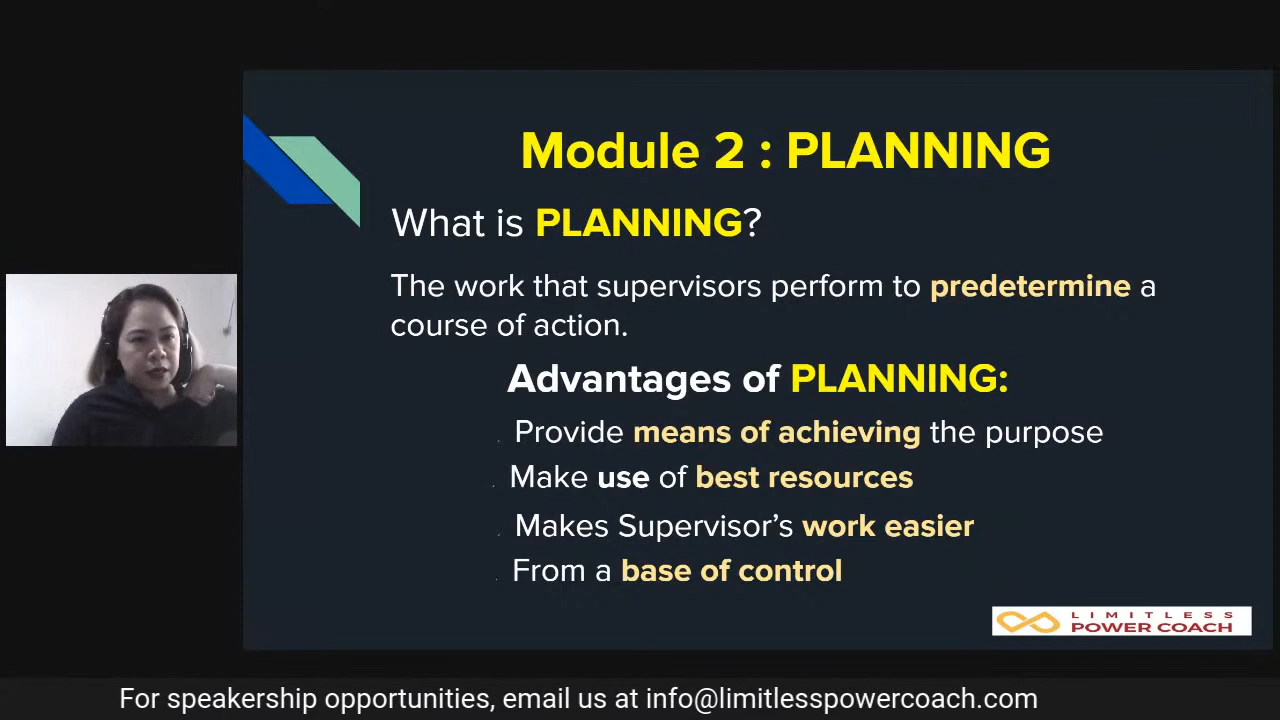 Module 2 : PLANNING
What is PLANNING?
The work that supervisors perform to predetermine a
course of action.
Advantages of PLANNING:
Provide means of achieving the purpose
Make use of best resources
Makes Supervisor’s work easier
From a base of control
LIMITLESS
POWER COACH
For speakership opportunities, email us at info@limitlesspowercoach.com